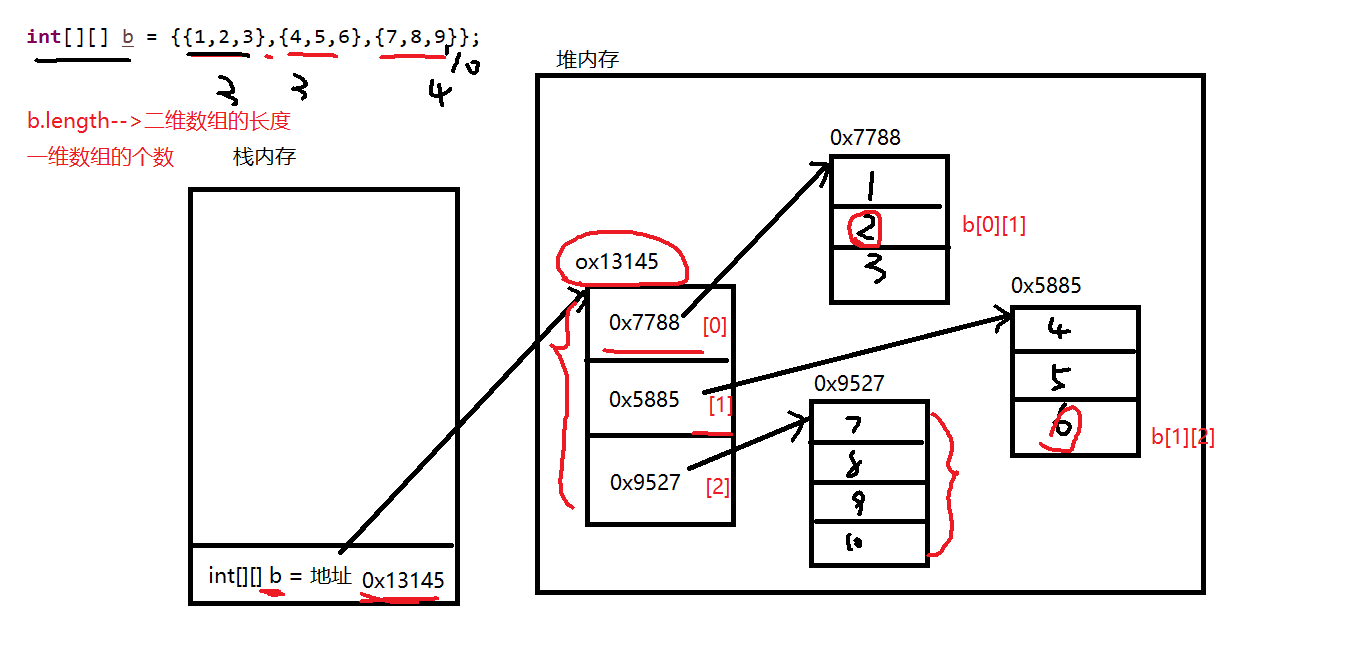 int[][] b = {{1,2,3},{4,5,6},{7,8,9}};
,10
3 3 4
b.length-->二维数组的长度
一维数组的个数
栈内存
堆内存
0x7788
1
2 b[0][1]
3
ox13145
0x7788 [0]
0x5885 [1]
0x9527 [2]
0x5885
4
5
6 b[1][2]
0x9527
7
8
9
10
int[][] b = 地址 0x13145